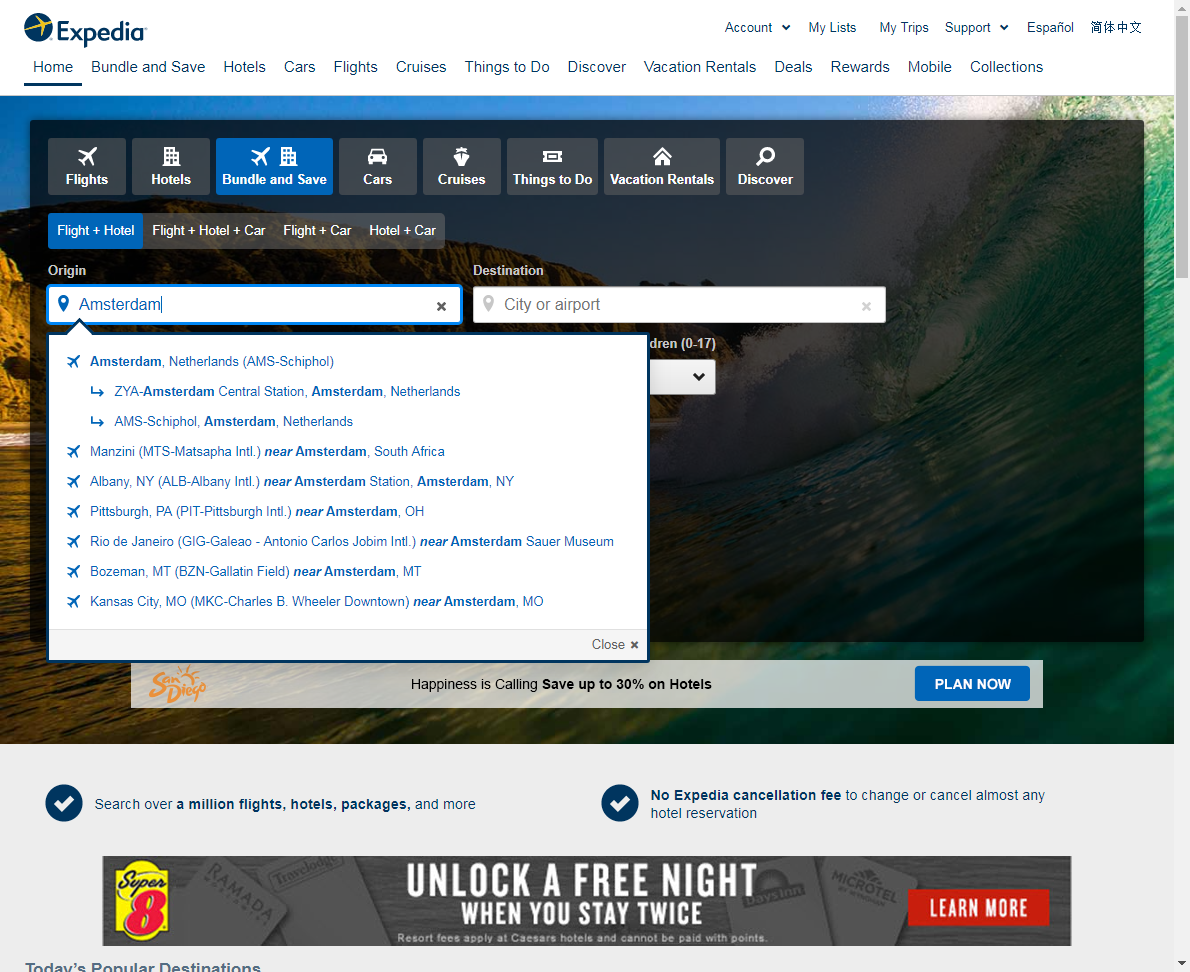 Expedia
Account
My Lists
My Trips
Support
Español
简体中文
Home
Bundle and Save
Hotels
Cars
Flights
Cruises
Things to Do
Discover
Vacation Rentals
Deals
Rewards
Mobile
Collections
Flights
Hotels
Bundle and Save
Cars
Cruises
Things to Do
Vacation Rentals
Discover
Flight + Hotel
Flight + Hotel + Car
Flight + Car
Hotel + Car
Origin
Destination
Amsterdam
City or airport
dren (0-17)
Amsterdam, Netherlands (AMS-Schiphol)
ZYA-Amsterdam Central Station, Amsterdam, Netherlands
AMS-Schiphol, Amsterdam, Netherlands
Manzini (MTS-Matsapha Intl.) near Amsterdam, South Africa
Albany, NY (ALB-Albany Intl.) near Amsterdam Station, Amsterdam, NY
Pittsburgh, PA (PIT-Pittsburgh Intl.) near Amsterdam, OH
Rio de Janeiro (GIG-Galeao - Antonio Carlos Jobim Intl.) near Amsterdam Sauer Museum
Bozeman, MT (BZN-Gallatin Field) near Amsterdam, MT
Kansas City, MO (MKC-Charles B. Wheeler Downtown) near Amsterdam, MO
Close
San Diego
Happiness is Calling Save up to 30% on Hotels
PLAN NOW
Search over a million flights, hotels, packages, and more
No Expedia cancellation fee to change or cancel almost any
hotel reservation
Super 8
RAMADA
Travelodge
UNLOCK A FREE NIGHT
WHEN YOU STAY TWICE
Resort fees apply at Caesars hotels and cannot be paid with points.
Days Inn
MICROTEL
BY WYNDHAM
LEARN MORE
Today's Popular Destinations